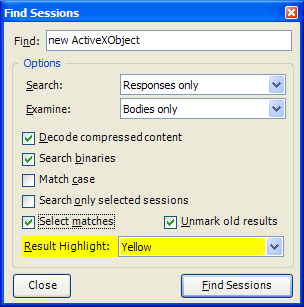 Find Sessions
Find: new ActiveXObject
Options
Search: Responses only
Examine: Bodies only
Decode compressed content
Search binaries
Match case
Search only selected sessions
Select matches Unmark old results
Result Highlight: Yellow
Close Find Sessions